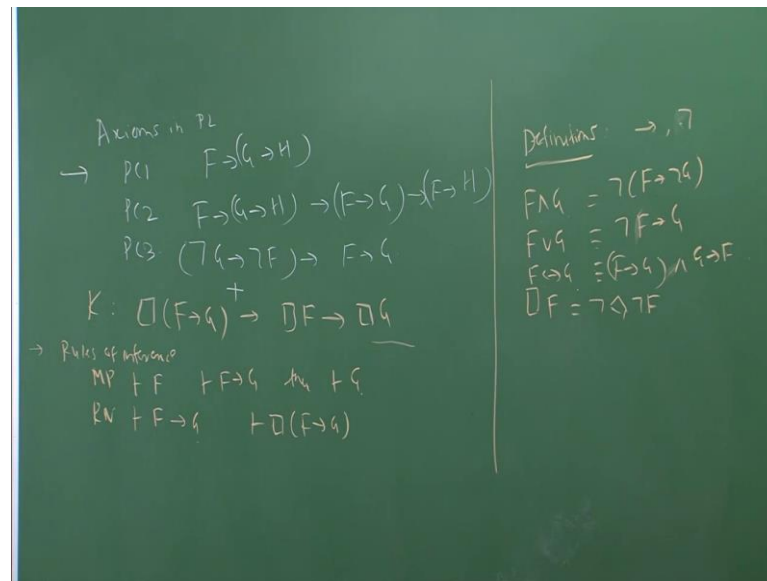 Axioms in PL
→ PC1 F→(G→H)
PC2 F→(G→H) →(F→G)→(F→H)
PC3 (¬G→¬F)→ F→G
+
K: □(F→G) → □F → □G
→ Rules of inference
MP ⊢F ⊢F→G then ⊢G
RN ⊢F→G ⊢□(F→G)
Definitions: →, ¬
F∧G = ¬(F→¬G)
F∨G = ¬F→G
F↔G ≡(F→G) ∧ G→F
□F = ¬◇¬F